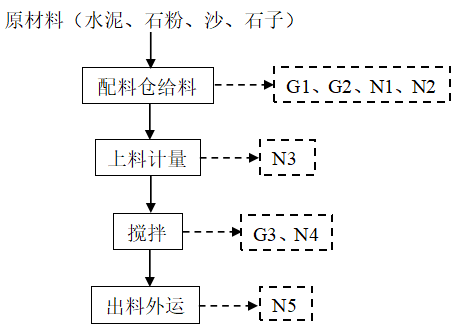 原材料（水泥、石粉、沙、石子）
配料仓给料
G1、G2、N1、N2
上料计量
N3
搅拌
G3、N4
出料外运
N5